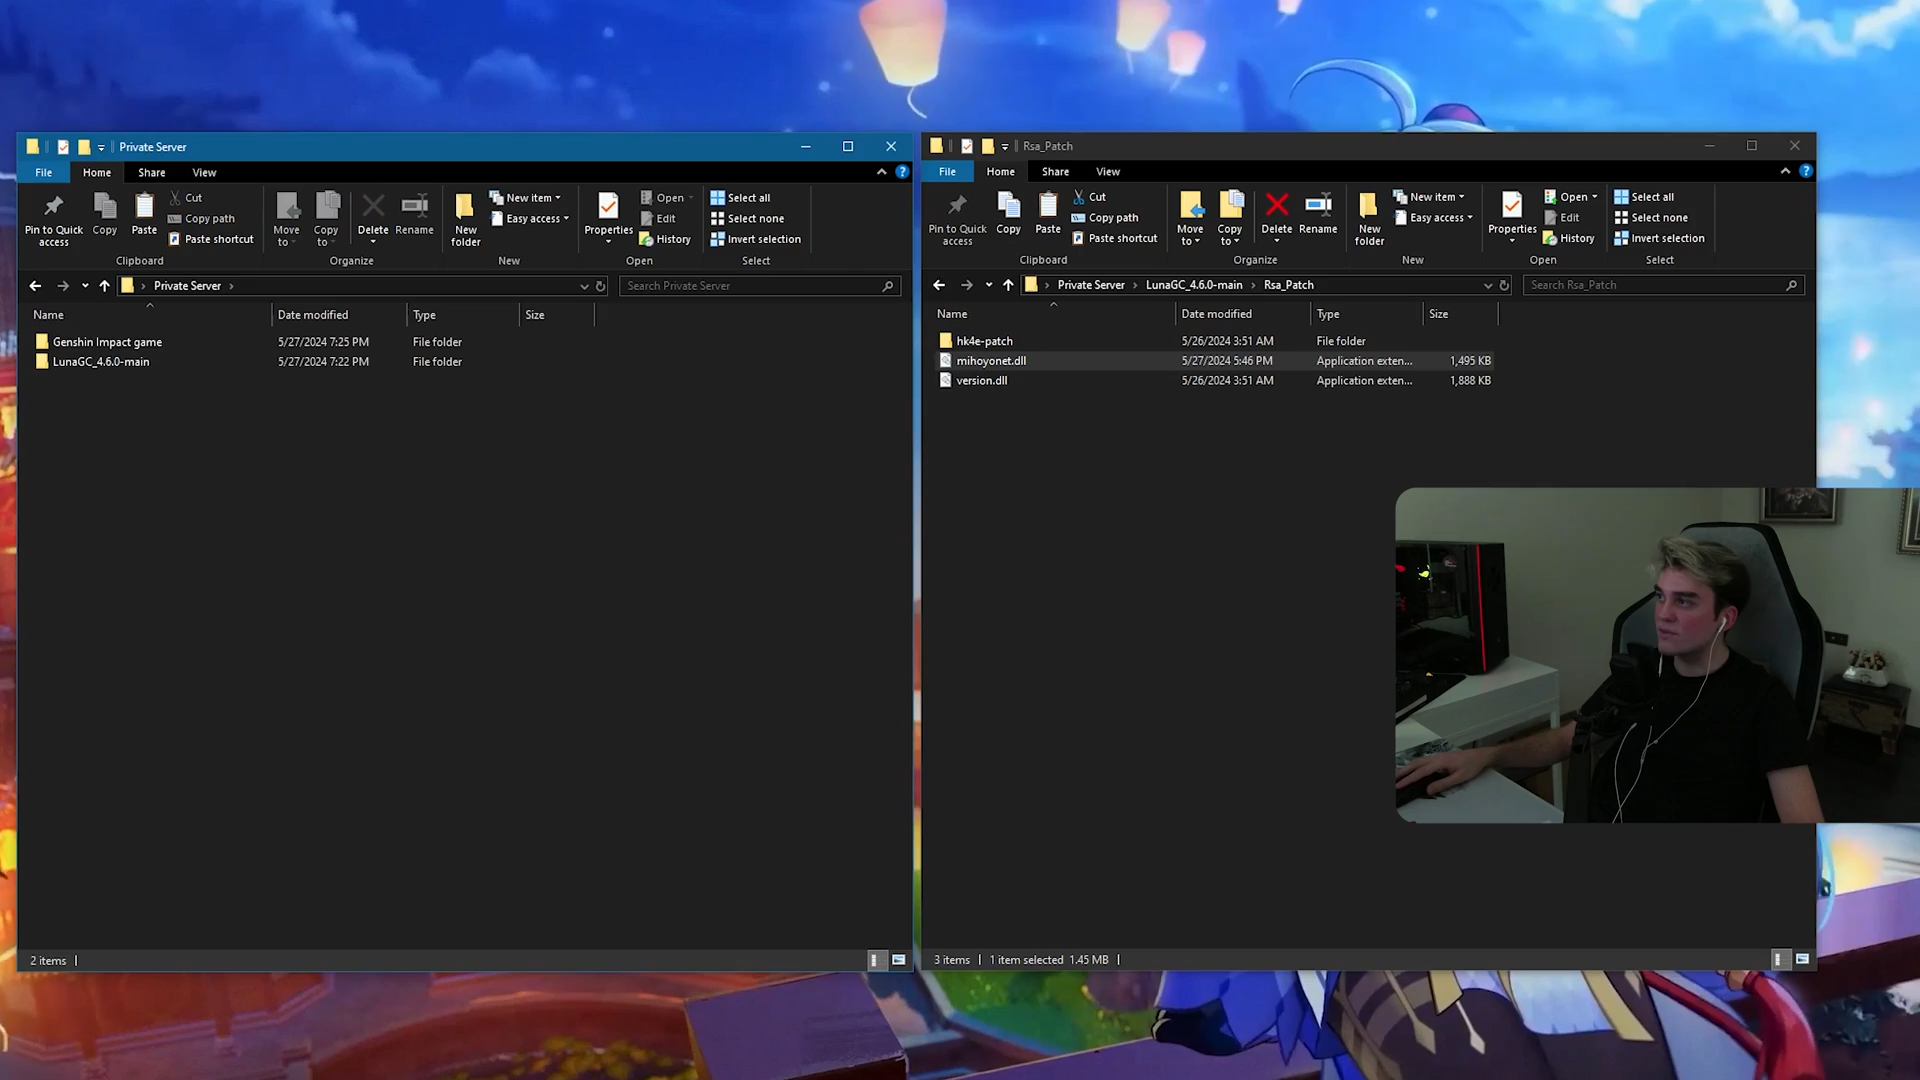 Private Server
File Home Share View
Pin to Quick access
Copy
Paste
Cut
Copy path
Paste shortcut
Clipboard
Move to
Copy to
Delete
Rename
Organize
New folder
New item
Easy access
New
Properties
Open
Edit
History
Open
Select all
Select none
Invert selection
Select
Private Server
Search Private Server
Name Date modified Type Size
Genshin Impact game 5/27/2024 7:25 PM File folder
LunaGC_4.6.0-main 5/27/2024 7:22 PM File folder
2 items
Rsa_Patch
File Home Share View
Pin to Quick access
Copy
Paste
Cut
Copy path
Paste shortcut
Clipboard
Move to
Copy to
Delete
Rename
Organize
New folder
New item
Easy access
New
Properties
Open
Edit
History
Open
Select all
Select none
Invert selection
Select
Private Server LunaGC_4.6.0-main Rsa_Patch
Search Rsa_Patch
Name Date modified Type Size
hk4e-patch 5/26/2024 3:51 AM File folder
mihoyonet.dll 5/27/2024 5:46 PM Application exten... 1,495 KB
version.dll 5/26/2024 3:51 AM Application exten... 1,888 KB
3 items 1 item selected 1.45 MB